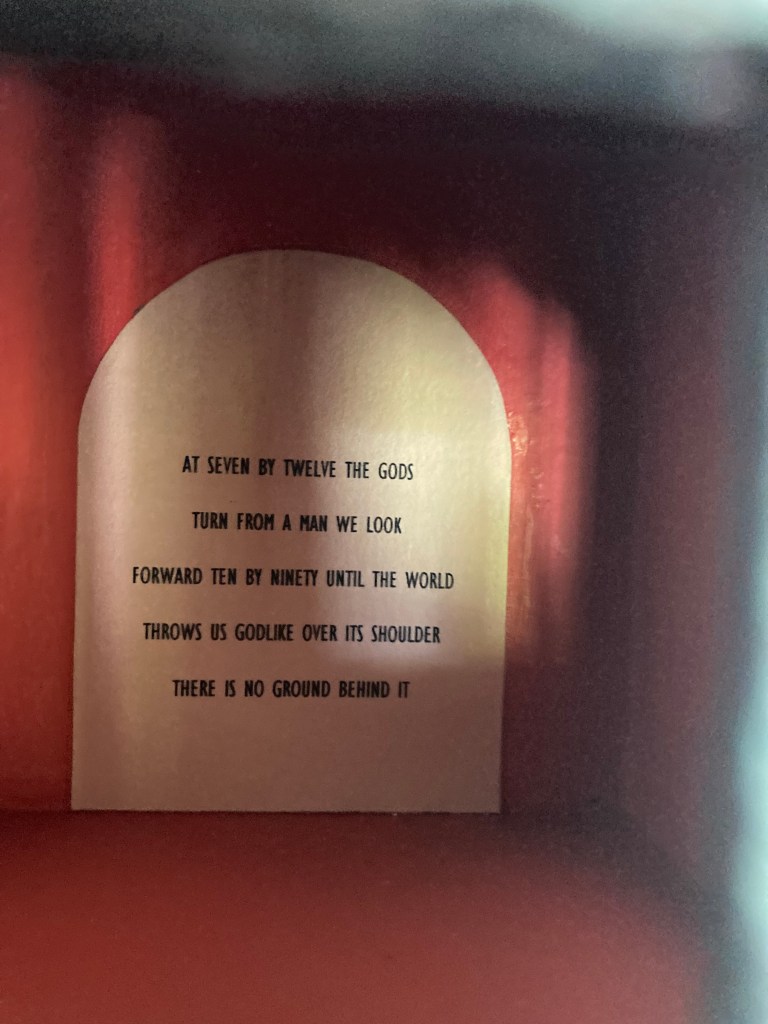 AT SEVEN BY TWELVE THE GODS
TURN FROM A MAN WE LOOK
FORWARD TEN BY NINETY UNTIL THE WORLD
THROWS US GODLIKE OVER ITS SHOULDER
THERE IS NO GROUND BEHIND IT